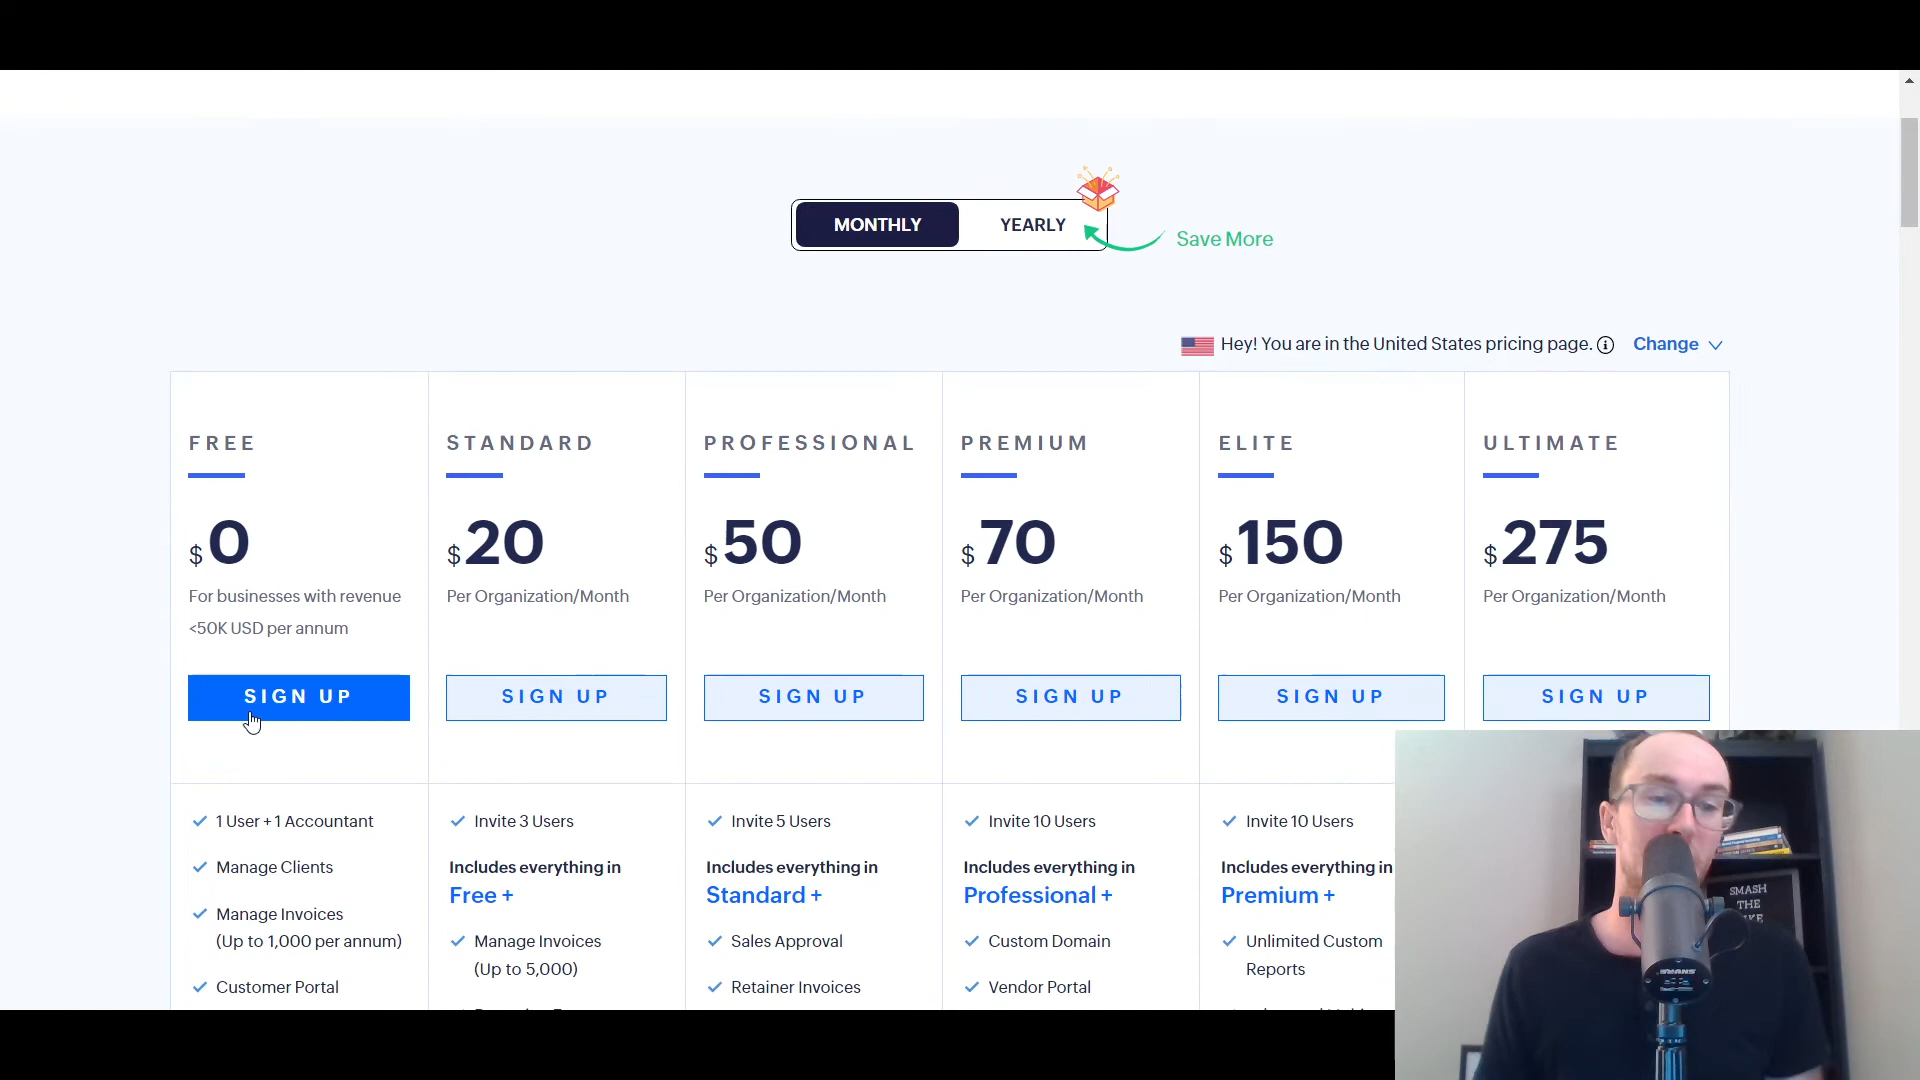 MONTHLY
YEARLY
Save More
Hey! You are in the United States pricing page.
Change
FREE
$0
For businesses with revenue
<50K USD per annum
SIGN UP
STANDARD
$20
Per Organization/Month
SIGN UP
PROFESSIONAL
$50
Per Organization/Month
SIGN UP
PREMIUM
$70
Per Organization/Month
SIGN UP
ELITE
$150
Per Organization/Month
SIGN UP
ULTIMATE
$275
Per Organization/Month
SIGN UP
1 User + 1 Accountant
Manage Clients
Manage Invoices
(Up to 1,000 per annum)
Customer Portal
Invite 3 Users
Includes everything in
Free +
Manage Invoices
(Up to 5,000)
Invite 5 Users
Includes everything in
Standard +
Sales Approval
Retainer Invoices
Invite 10 Users
Includes everything in
Professional +
Custom Domain
Vendor Portal
Invite 10 Users
Includes everything in
Premium +
Unlimited Custom
Reports
SMASH
THE